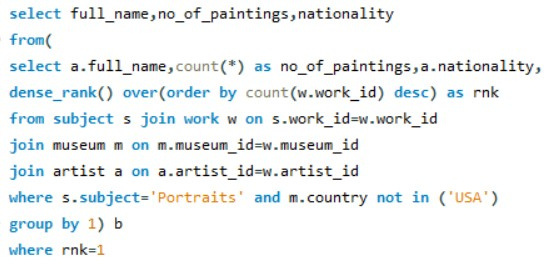 select full_name,no_of_paintings,nationality
from(
select a.full_name,count(*) as no_of_paintings,a.nationality,
dense_rank() over(order by count(w.work_id) desc) as rnk
from subject s join work w on s.work_id=w.work_id
join museum m on m.museum_id=w.museum_id
join artist a on a.artist_id=w.artist_id
where s.subject='Portraits' and m.country not in ('USA')
group by 1) b
where rnk=1